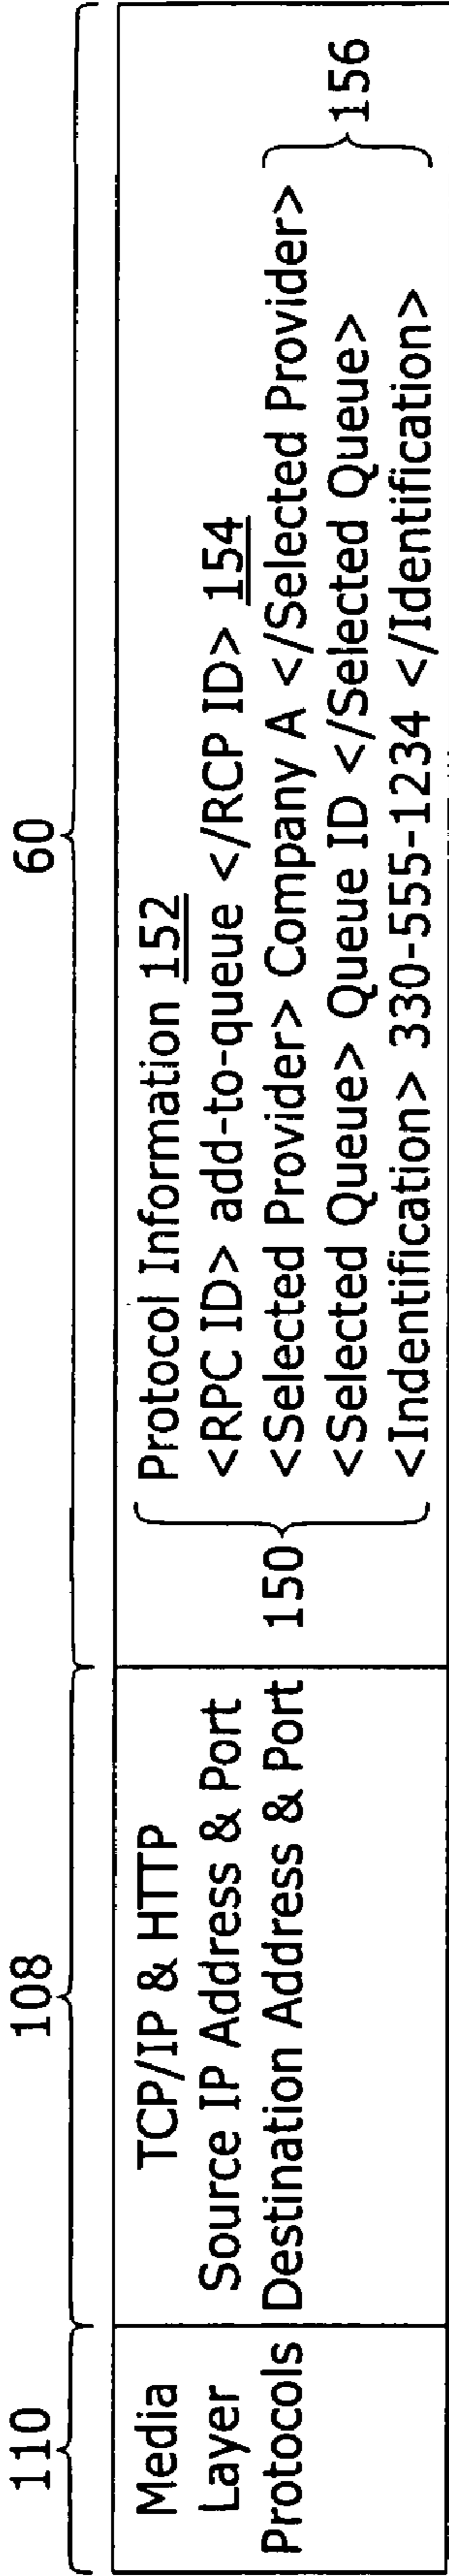 110
108
60
Media
Layer
Protocols
TCP/IP & HTTP
Source IP Address & Port
Destination Address & Port
150
Protocol Information 152
<RPC ID> add-to-queue </RCP ID> 154
<Selected Provider> Company A </Selected Provider>
<Selected Queue> Queue ID </Selected Queue>
<Indentification> 330-555-1234 </Identification>
156